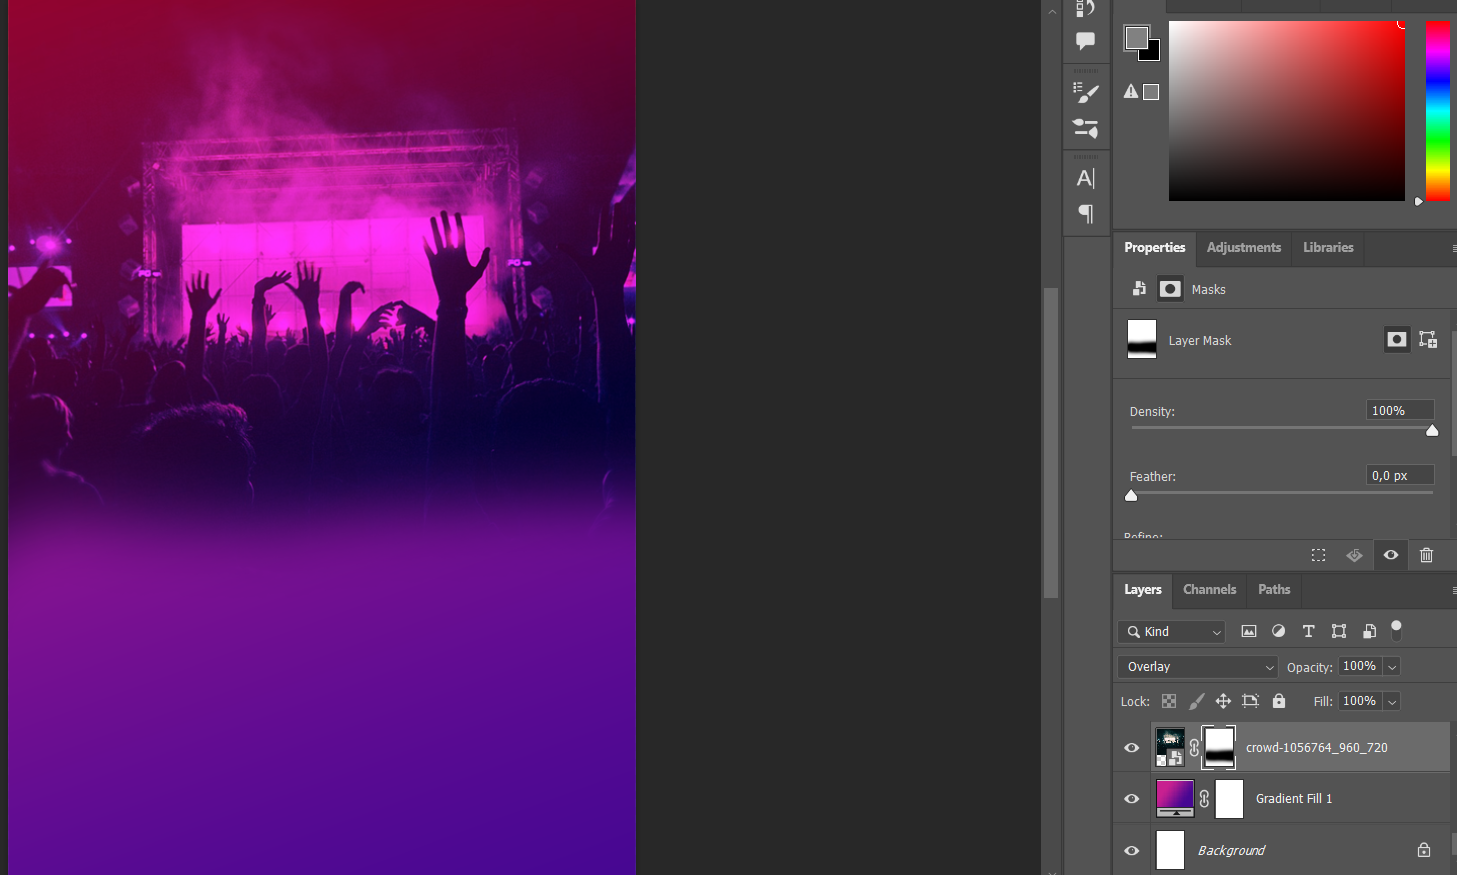 A|
Properties
Adjustments
Libraries
Masks
Layer Mask
Density:
100%
Feather:
0,0 px
Refine:
Layers
Channels
Paths
Kind
T
Overlay
Opacity:
100%
Lock:
Fill:
100%
crowd-1056764_960_720
Gradient Fill 1
Background